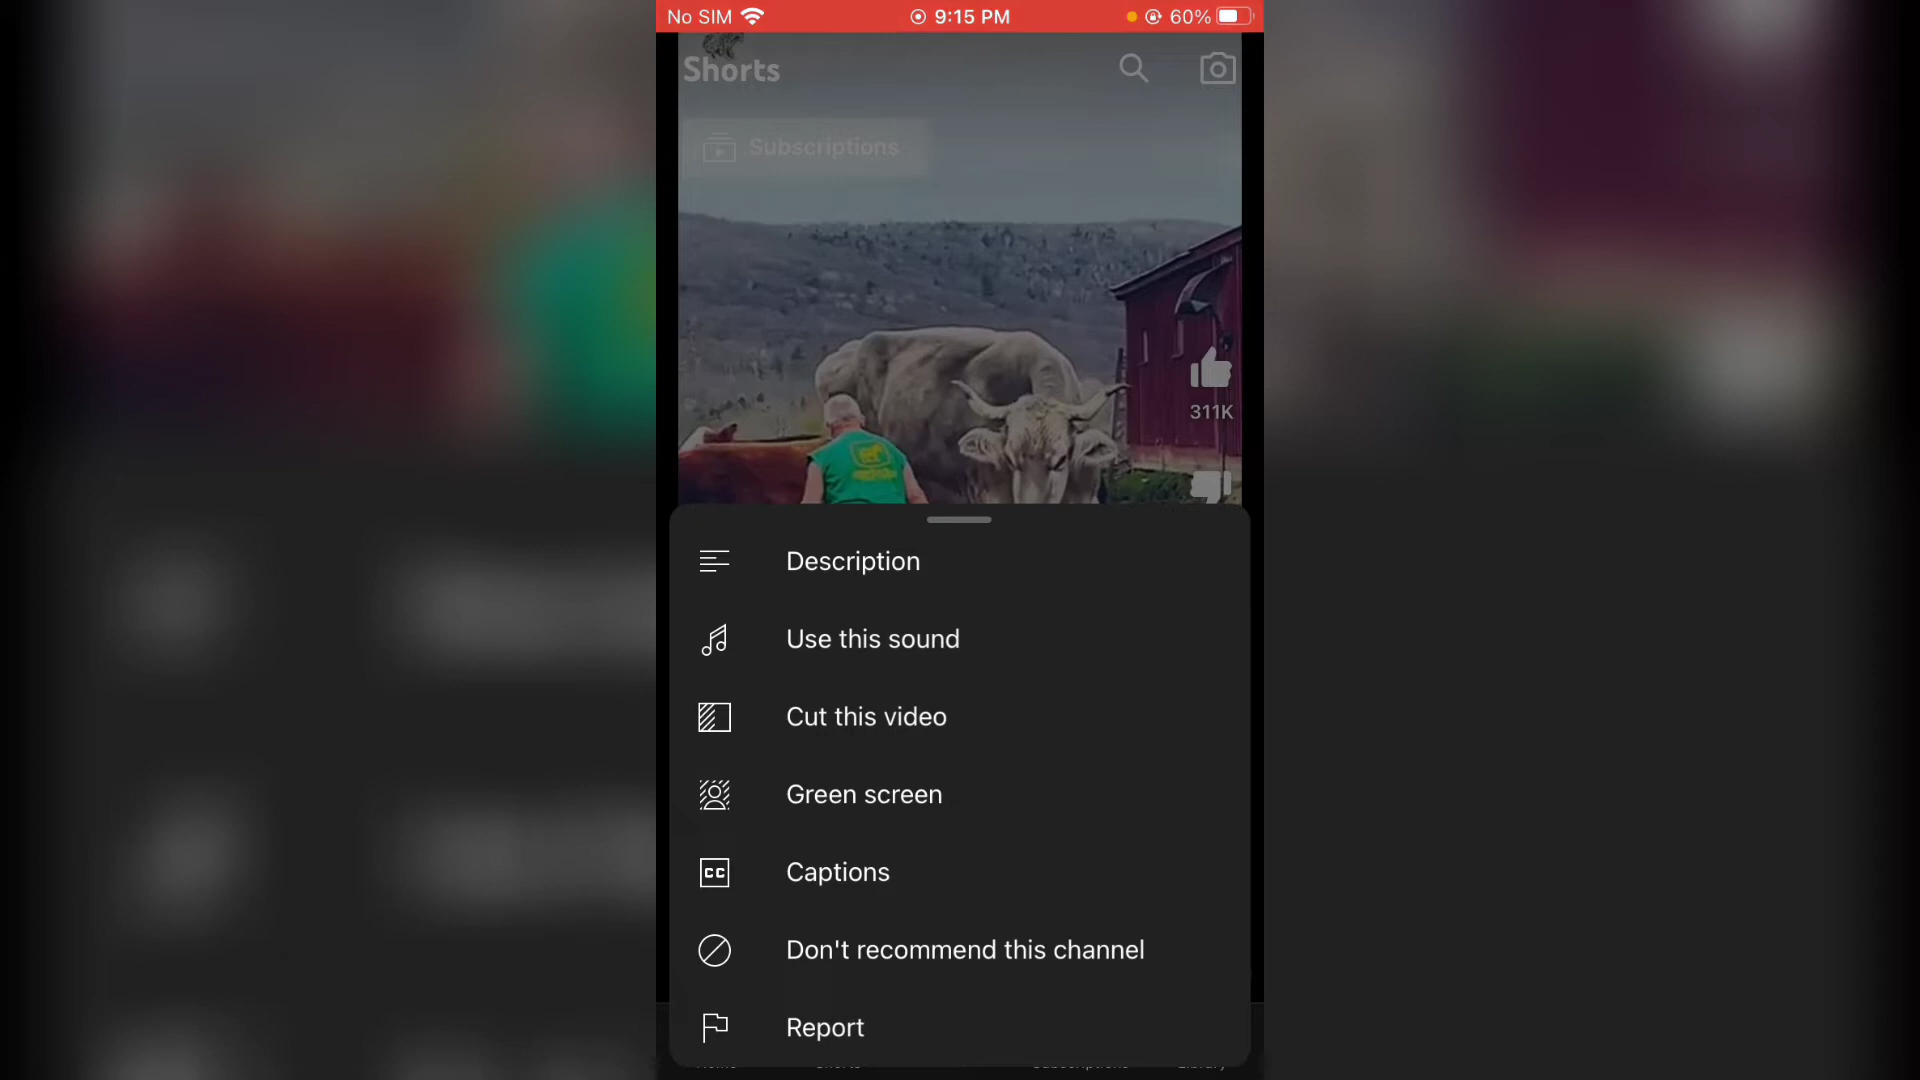 No SIM 9:15 PM 60%
Shorts
Subscriptions
311K
Description
Use this sound
Cut this video
Green screen
CC Captions
Don't recommend this channel
Report